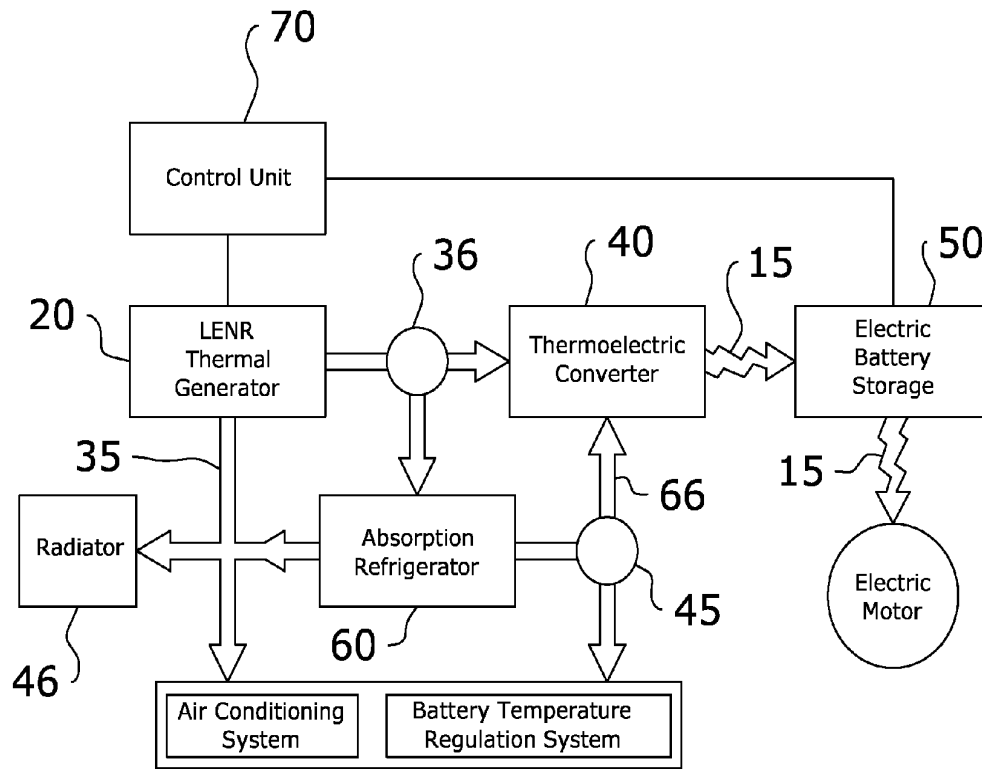 70
Control Unit
36
40
15
50
20
LENR
Thermal
Generator
Thermoelectric
Converter
Electric
Battery
Storage
35
15
66
Radiator
Absorption
Refrigerator
Electric
Motor
46
60
45
Air Conditioning
System
Battery Temperature
Regulation System